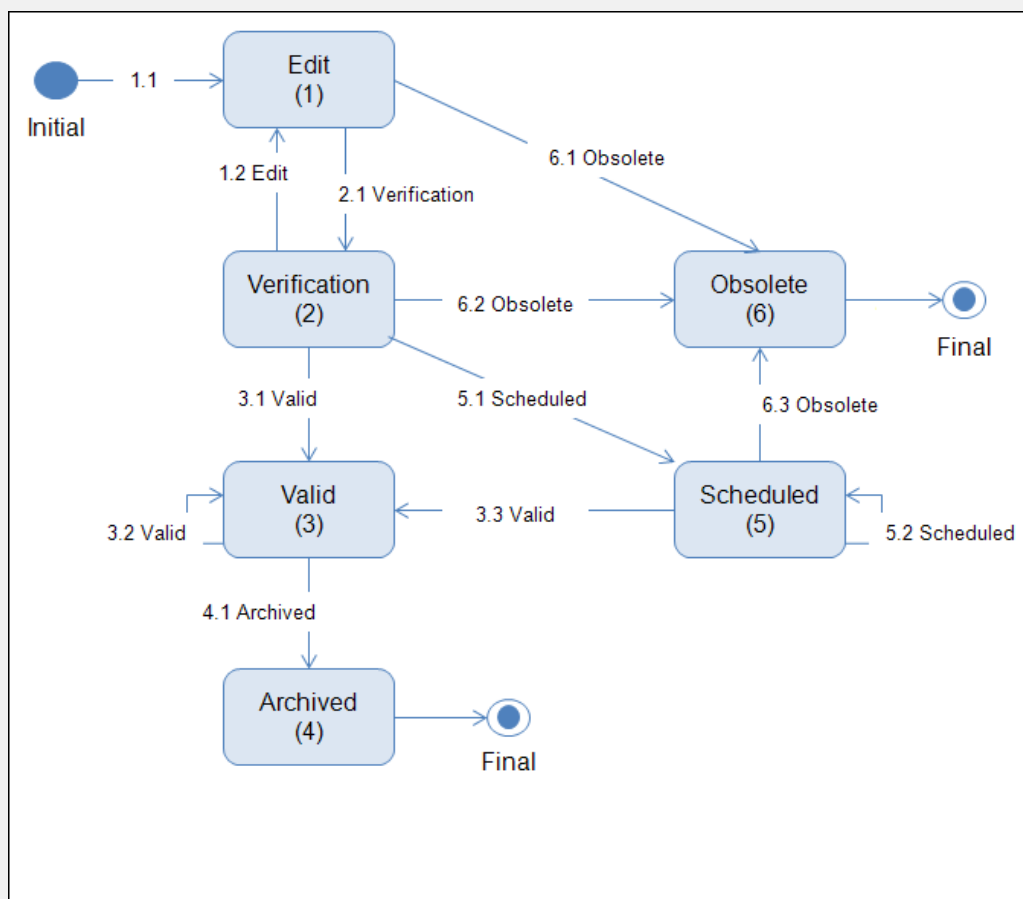 Edit
(1)
1.1
Initial
6.1 Obsolete
1.2 Edit
2.1 Verification
Verification
(2)
6.2 Obsolete
Obsolete
(6)
Final
3.1 Valid
5.1 Scheduled
6.3 Obsolete
Valid
(3)
3.2 Valid
3.3 Valid
Scheduled
(5)
5.2 Scheduled
4.1 Archived
Archived
(4)
Final